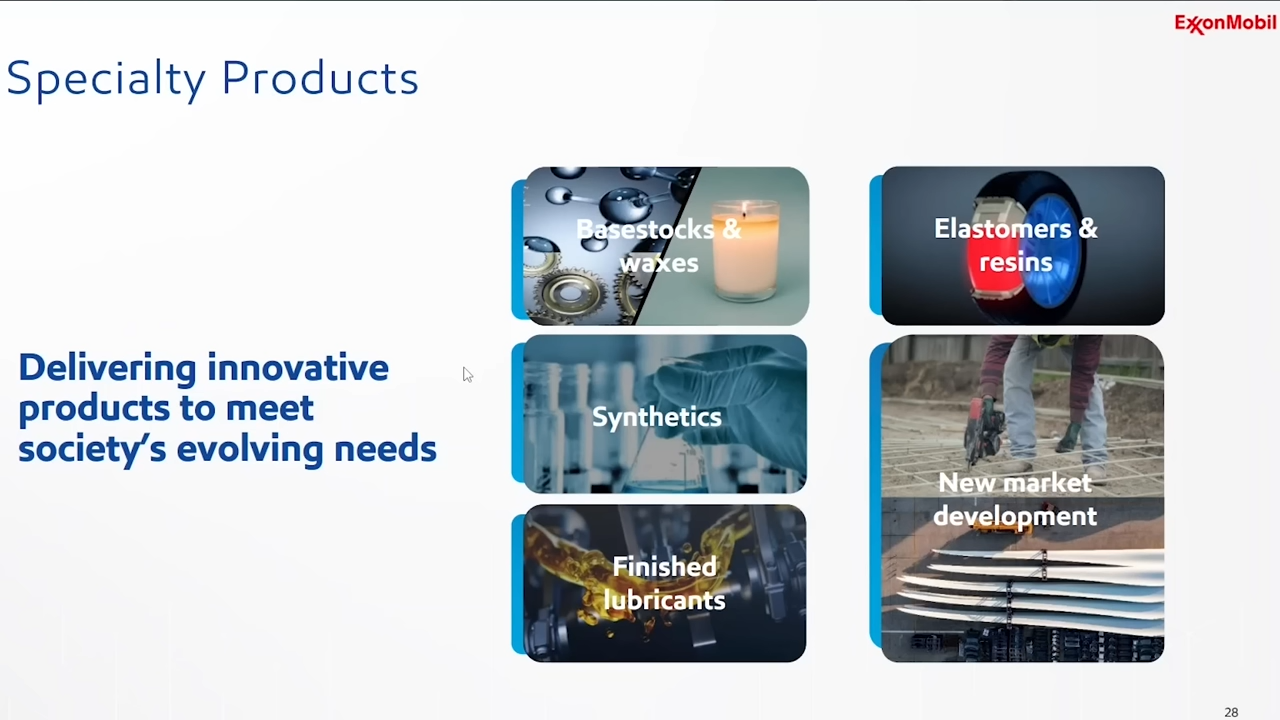 ExxonMobil
Specialty Products
Delivering innovative
products to meet
society's evolving needs
Basestocks &
waxes
Elastomers &
resins
Synthetics
New market
development
Finished
lubricants
28